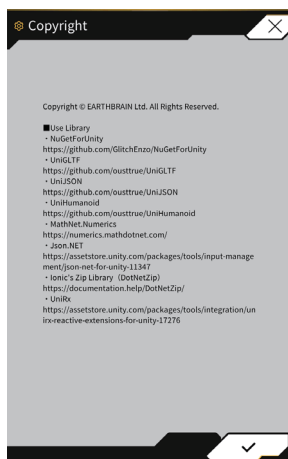 Copyright
Copyright © EARTHBRAIN Ltd. All Rights Reserved.
■Use Library
・NuGetForUnity
https://github.com/GlitchEnzo/NuGetForUnity
・UniGLTF
https://github.com/ousttrue/UniGLTF
・UniJSON
https://github.com/ousttrue/UniJSON
・UniHumanoid
https://github.com/ousttrue/UniHumanoid
・MathNet.Numerics
https://numerics.mathdotnet.com/
・Json.NET
https://assetstore.unity.com/packages/tools/input-manage
ment/json-net-for-unity-11347
・Ionic's Zip Library（DotNetZip）
https://documentation.help/DotNetZip/
・UniRx
https://assetstore.unity.com/packages/tools/integration/un
irx-reactive-extensions-for-unity-17276